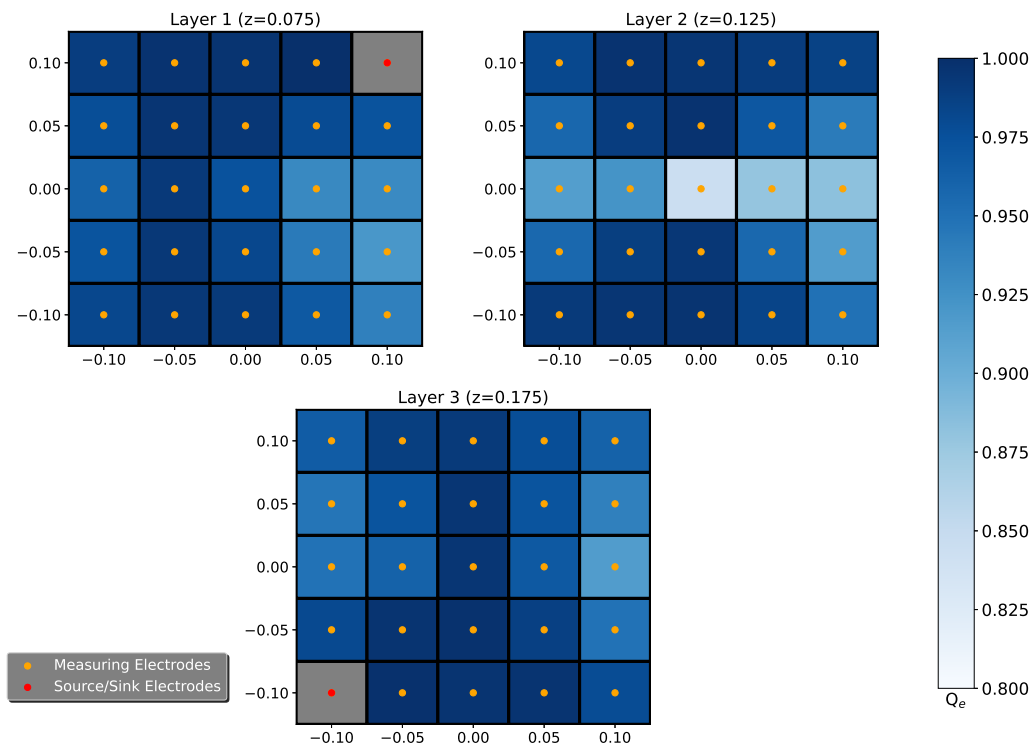 Layer 1 (z=0.075)
0.10
0.05
0.00
−0.05
−0.10
−0.10 −0.05 0.00 0.05 0.10
Layer 2 (z=0.125)
0.10
0.05
0.00
−0.05
−0.10
−0.10 −0.05 0.00 0.05 0.10
Layer 3 (z=0.175)
0.10
0.05
0.00
−0.05
−0.10
−0.10 −0.05 0.00 0.05 0.10
Measuring Electrodes
Source/Sink Electrodes
1.000
0.975
0.950
0.925
0.900
0.875
0.850
0.825
0.800
Qₑ